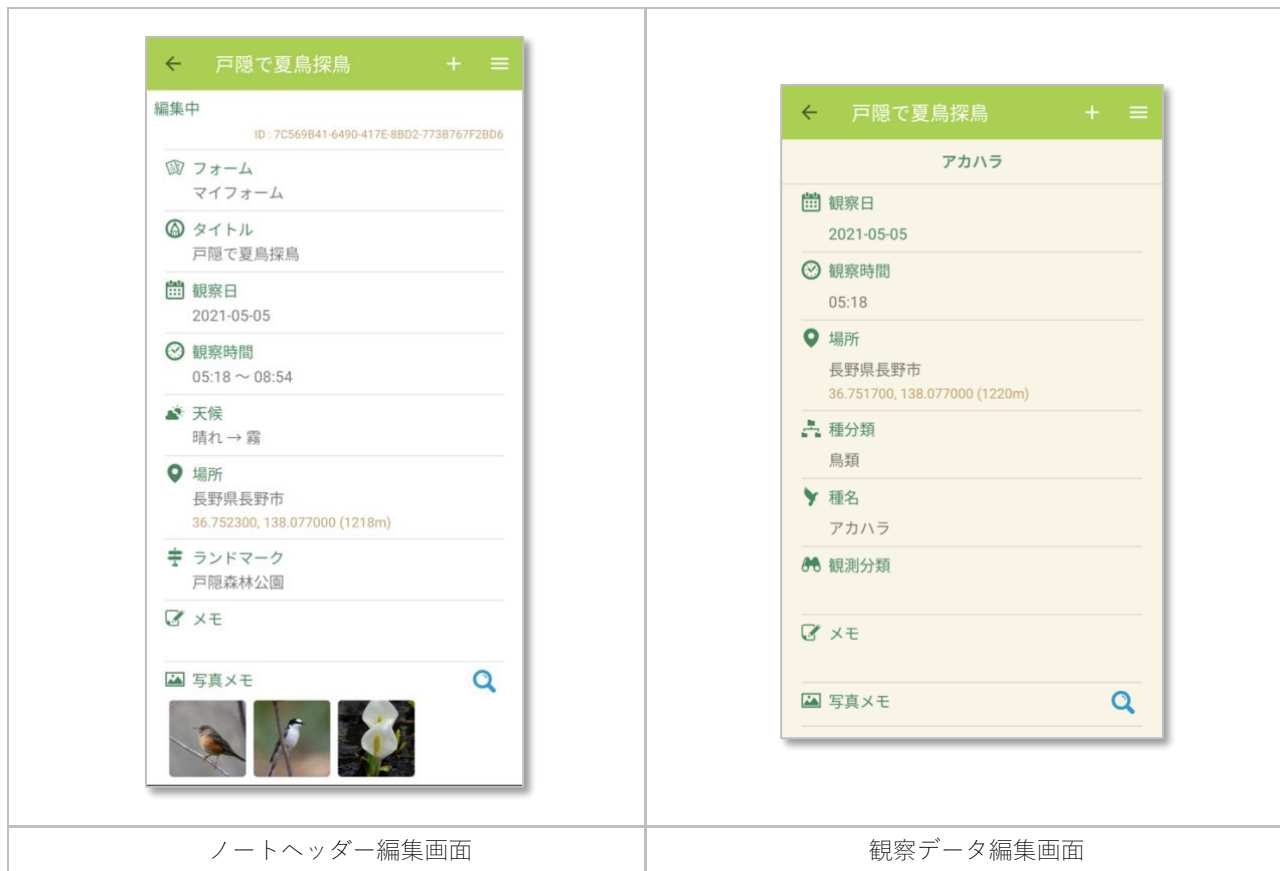 戸隠で夏鳥探鳥
編集中
ID : 7C569B41-6490-417E-8BD2-773B767F2BD6
フォーム
マイフォーム
タイトル
戸隠で夏鳥探鳥
観察日
2021-05-05
観察時間
05:18 ～ 08:54
天候
晴れ → 霧
場所
長野県長野市
36.752300, 138.077000 (1218m)
ランドマーク
戸隠森林公園
メモ
写真メモ
ノートヘッダー編集画面
戸隠で夏鳥探鳥
アカハラ
観察日
2021-05-05
観察時間
05:18
場所
長野県長野市
36.751700, 138.077000 (1220m)
種分類
鳥類
種名
アカハラ
観測分類
メモ
写真メモ
観察データ編集画面